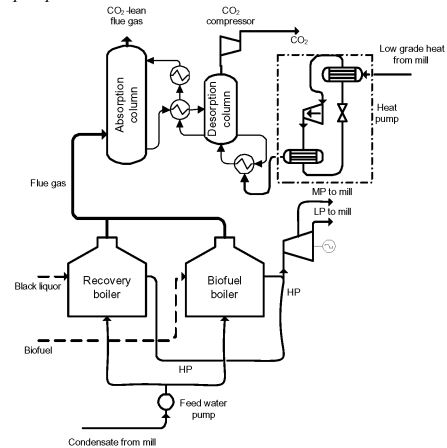 CO2-lean
flue gas
CO2
compressor
CO2
Low grade heat
from mill
Absorption
column
Desorption
column
Heat
pump
Flue gas
MP to mill
LP to mill
Recovery
boiler
Biofuel
boiler
Black liquor
HP
Biofuel
HP
Feed water
pump
Condensate from mill